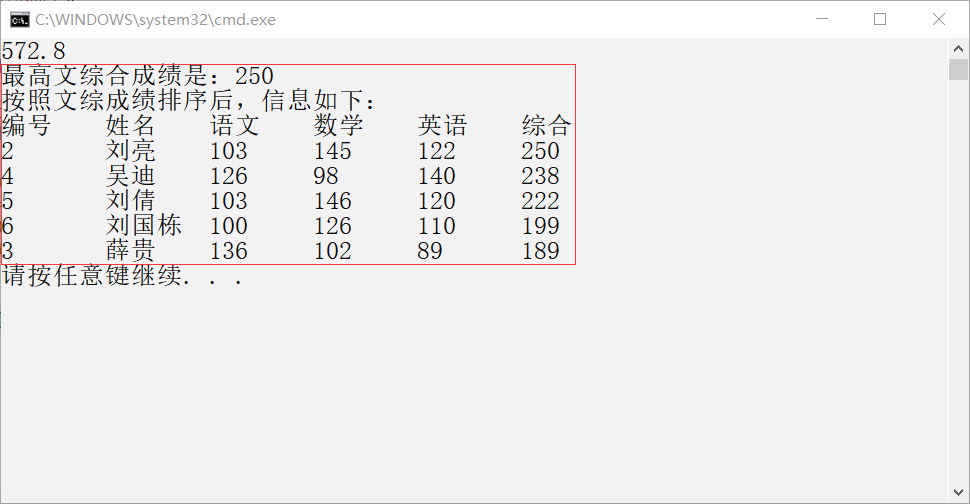 C:\WINDOWS\system32\cmd.exe
572.8
最高文综合成绩是：250
按照文综成绩排序后，信息如下：
编号 姓名 语文 数学 英语 综合
2 刘亮 103 145 122 250
4 吴迪 126 98 140 238
5 刘倩 103 146 120 222
6 刘国栋 100 126 110 199
3 薛贵 136 102 89 189
请按任意键继续. . .